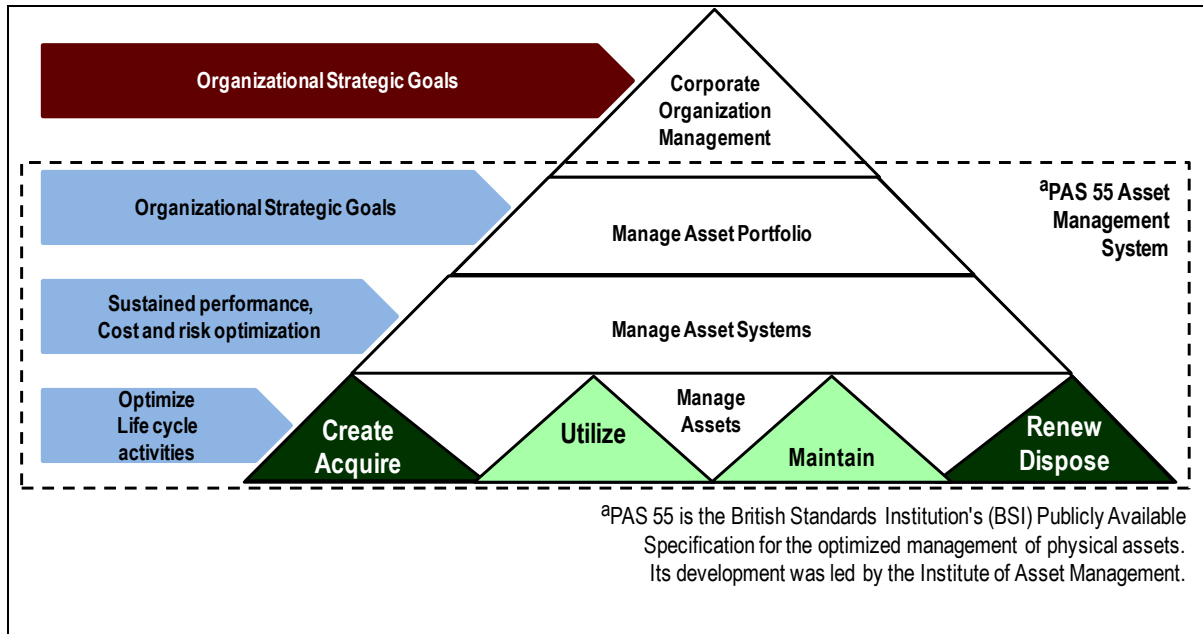 Organizational Strategic Goals
Corporate
Organization
Management
Organizational Strategic Goals
Manage Asset Portfolio
aPAS 55 Asset
Management
System
Sustained performance,
Cost and risk optimization
Manage Asset Systems
Optimize
Life cycle
activities
Create
Acquire
Utilize
Manage
Assets
Maintain
Renew
Dispose
aPAS 55 is the British Standards Institution's (BSI) Publicly Available
Specification for the optimized management of physical assets.
Its development was led by the Institute of Asset Management.